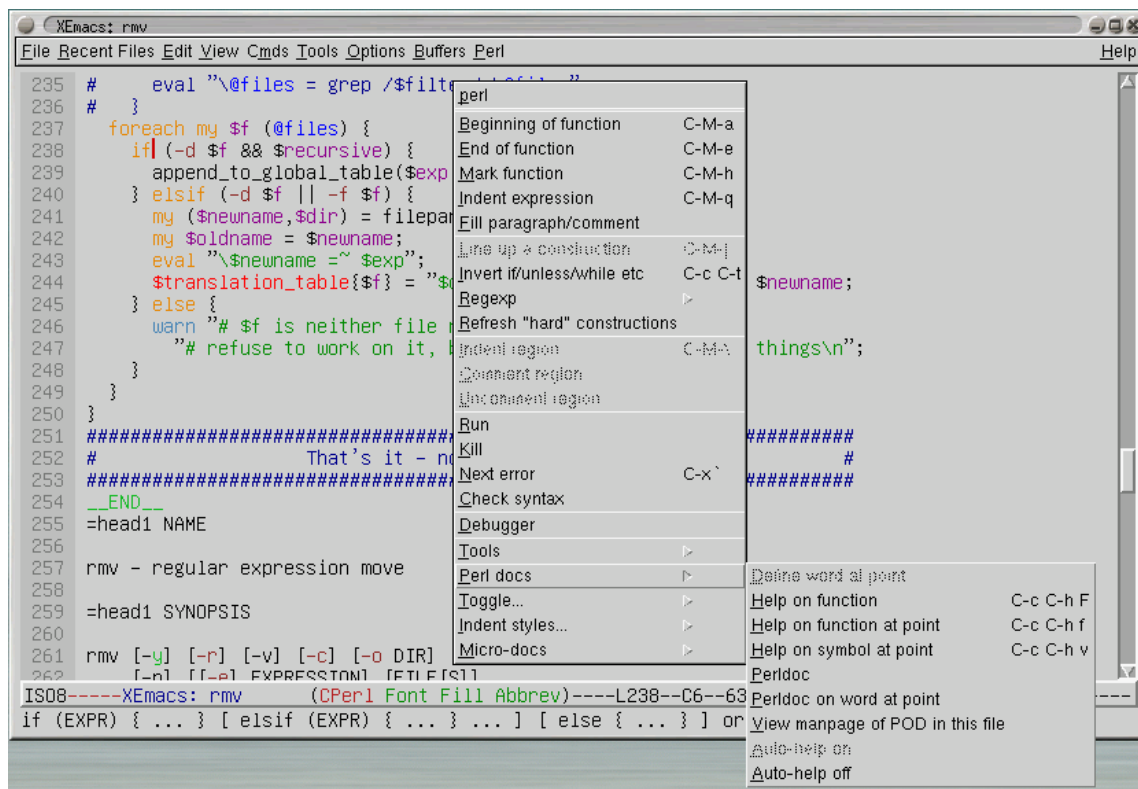 XEmacs: rmv
File Recent Files Edit View Cmds Tools Options Buffers Perl Help
235 # eval "\@files = grep /$filte
236 # }
237 foreach my $f (@files) {
238 if (-d $f && $recursive) {
239 append_to_global_table($exp
240 } elsif (-d $f || -f $f) {
241 my ($newname,$dir) = filepar
242 my $oldname = $newname;
243 eval "\$newname =~ $exp";
244 $translation_table{$f} = "$ $newname;
245 } else {
246 warn "# $f is neither file
247 "# refuse to work on it, things\n";
248 }
249 }
250 }
251 ################################## ##########
252 # That's it - no #
253 ################################## ##########
254 __END__
255 =head1 NAME
256
257 rmv - regular expression move
258
259 =head1 SYNOPSIS
260
261 rmv [-y] [-r] [-v] [-c] [-o DIR]
262 [-n] [[-e] EXPRESSION] [FILE[S]]
ISO8-----XEmacs: rmv (CPerl Font Fill Abbrev)----L238--C6--63 ----
if (EXPR) { ... } [ elsif (EXPR) { ... } ... ] [ else { ... } ] or
perl
Beginning of function C-M-a
End of function C-M-e
Mark function C-M-h
Indent expression C-M-q
Fill paragraph/comment
Line up a construction C-M-|
Invert if/unless/while etc C-c C-t
Regexp
Refresh "hard" constructions
Indent region C-M-\
Comment region
Uncomment region
Run
Kill
Next error C-x`
Check syntax
Debugger
Tools
Perl docs
Toggle...
Indent styles...
Micro-docs
Define word at point
Help on function C-c C-h F
Help on function at point C-c C-h f
Help on symbol at point C-c C-h v
Perldoc
Perldoc on word at point
View manpage of POD in this file
Auto-help on
Auto-help off